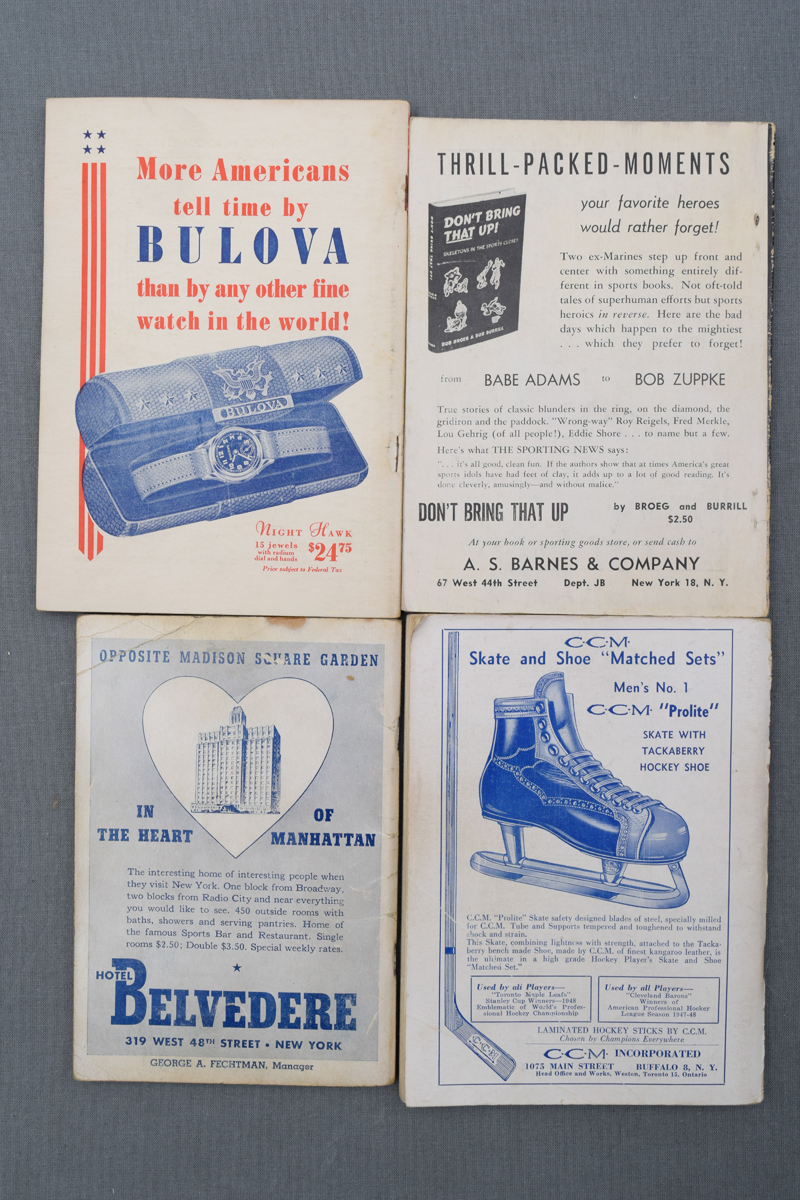 More Americans
tell time by
BULOVA
than by any other fine
watch in the world!
BULOVA
NIGHT HAWK
15 jewels
with radium
dial and hands
$24.75
Price subject to Federal Tax
THRILL-PACKED-MOMENTS
your favorite heroes
would rather forget!
DON'T BRING
THAT UP!
SKELETONS IN THE SPORTS CLOSET
BOB BROEG & BOB BURRILL
Two ex-Marines step up front and
center with something entirely dif-
ferent in sports books. Not oft-told
tales of superhuman efforts but sports
heroics in reverse. Here are the bad
days which happen to the mightiest
. . . which they prefer to forget!
from BABE ADAMS to BOB ZUPPKE
True stories of classic blunders in the ring, on the diamond, the
gridiron and the paddock. "Wrong-way" Roy Reigels, Fred Merkle,
Lou Gehrig (of all people!), Eddie Shore . . . to name but a few.
Here's what THE SPORTING NEWS says:
". . . it's all good, clean fun. If the authors show that at times America's great
sports idols have had feet of clay, it adds up to a lot of good reading. It's
done cleverly, amusingly—and without malice."
DON'T BRING THAT UP by BROEG and BURRILL
$2.50
At your book or sporting goods store, or send cash to
A. S. BARNES & COMPANY
67 West 44th Street Dept. JB New York 18, N. Y.
OPPOSITE MADISON SQUARE GARDEN
IN OF
THE HEART MANHATTAN
The interesting home of interesting people when
they visit New York. One block from Broadway,
two blocks from Radio City and near everything
you would like to see. 450 outside rooms with
baths, showers and serving pantries. Home of
the famous Sports Bar and Restaurant. Single
rooms $2.50; Double $3.50. Special weekly rates.
HOTEL
BELVEDERE
319 WEST 48TH STREET • NEW YORK
GEORGE A. FECHTMAN, Manager
C·C·M·
Skate and Shoe "Matched Sets"
Men's No. 1
C·C·M· "Prolite"
SKATE WITH
TACKABERRY
HOCKEY SHOE
C.C.M. "Prolite" Skate safety designed blades of steel, specially milled
for C.C.M. Tube and Supports tempered and toughened to withstand
shock and strain.
This Skate, combining lightness with strength, attached to the Tacka-
berry bench made Shoe, made by C.C.M. of finest kangaroo leather, is
the ultimate in a high grade Hockey Player's Skate and Shoe
"Matched Set."
Used by all Players—
"Toronto Maple Leafs"
Stanley Cup Winners—1948
Emblematic of World's Profes-
sional Hockey Championship
Used by all Players—
"Cleveland Barons"
Winners of
American Professional Hockey
League Season 1947-48
LAMINATED HOCKEY STICKS BY C.C.M.
Chosen by Champions Everywhere
C·C·M· INCORPORATED
1075 MAIN STREET BUFFALO 8, N. Y.
Head Office and Works, Weston, Toronto 15, Ontario